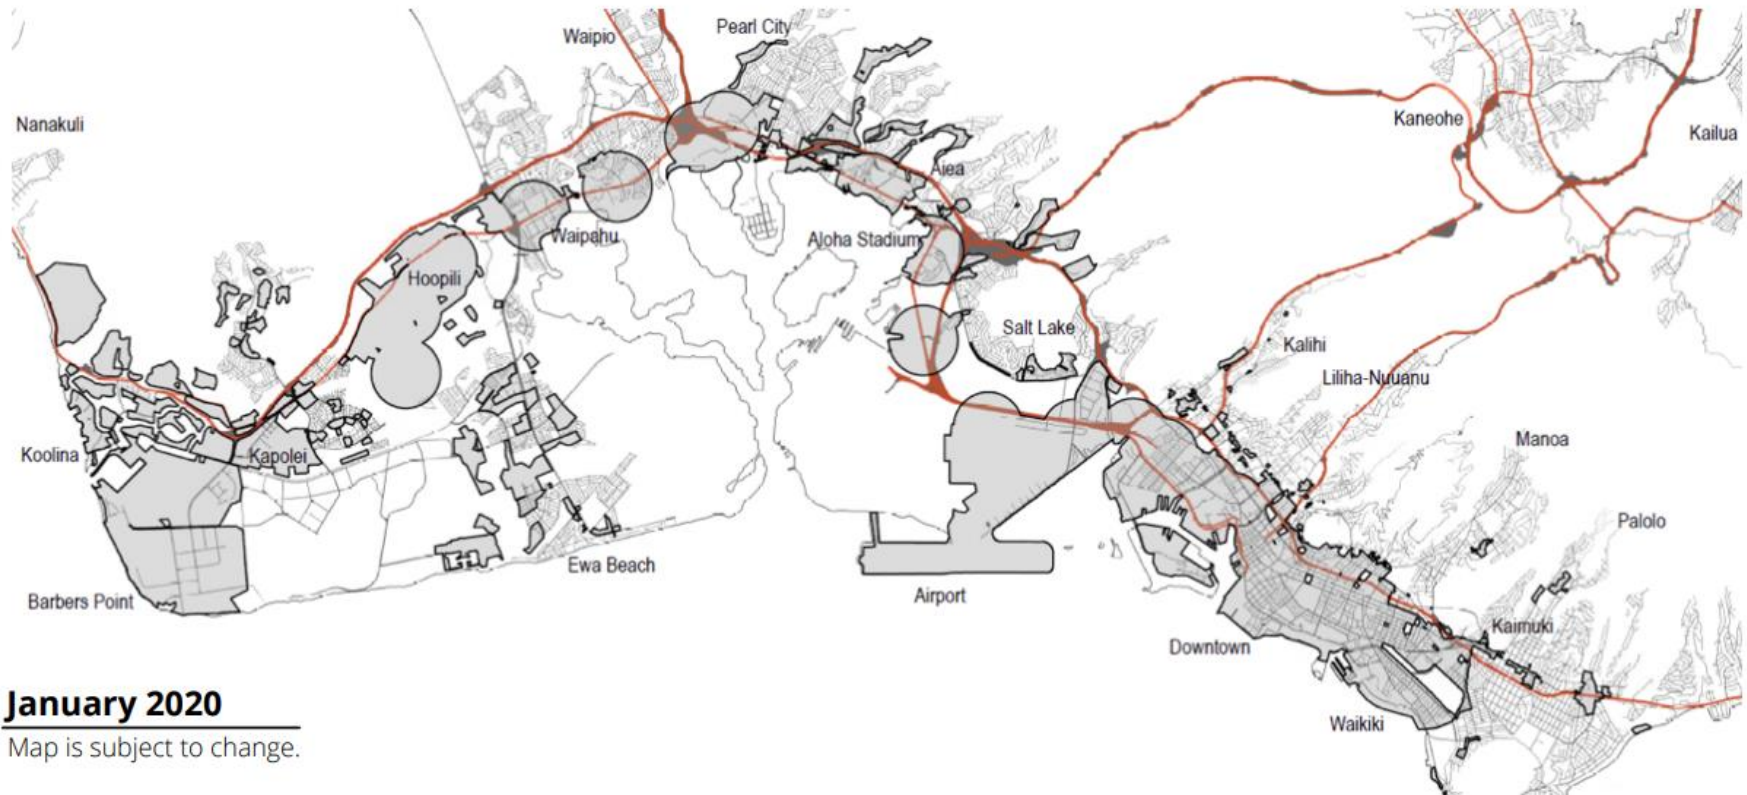 Pearl City
Waipio
Nanakuli
Kaneohe
Kailua
Aiea
Waipahu
Aloha Stadium
Hoopili
Salt Lake
Kalihi
Liliha-Nuuanu
Manoa
Koolina
Kapolei
Palolo
Ewa Beach
Airport
Barbers Point
Kaimuki
Downtown
Waikiki
January 2020
Map is subject to change.